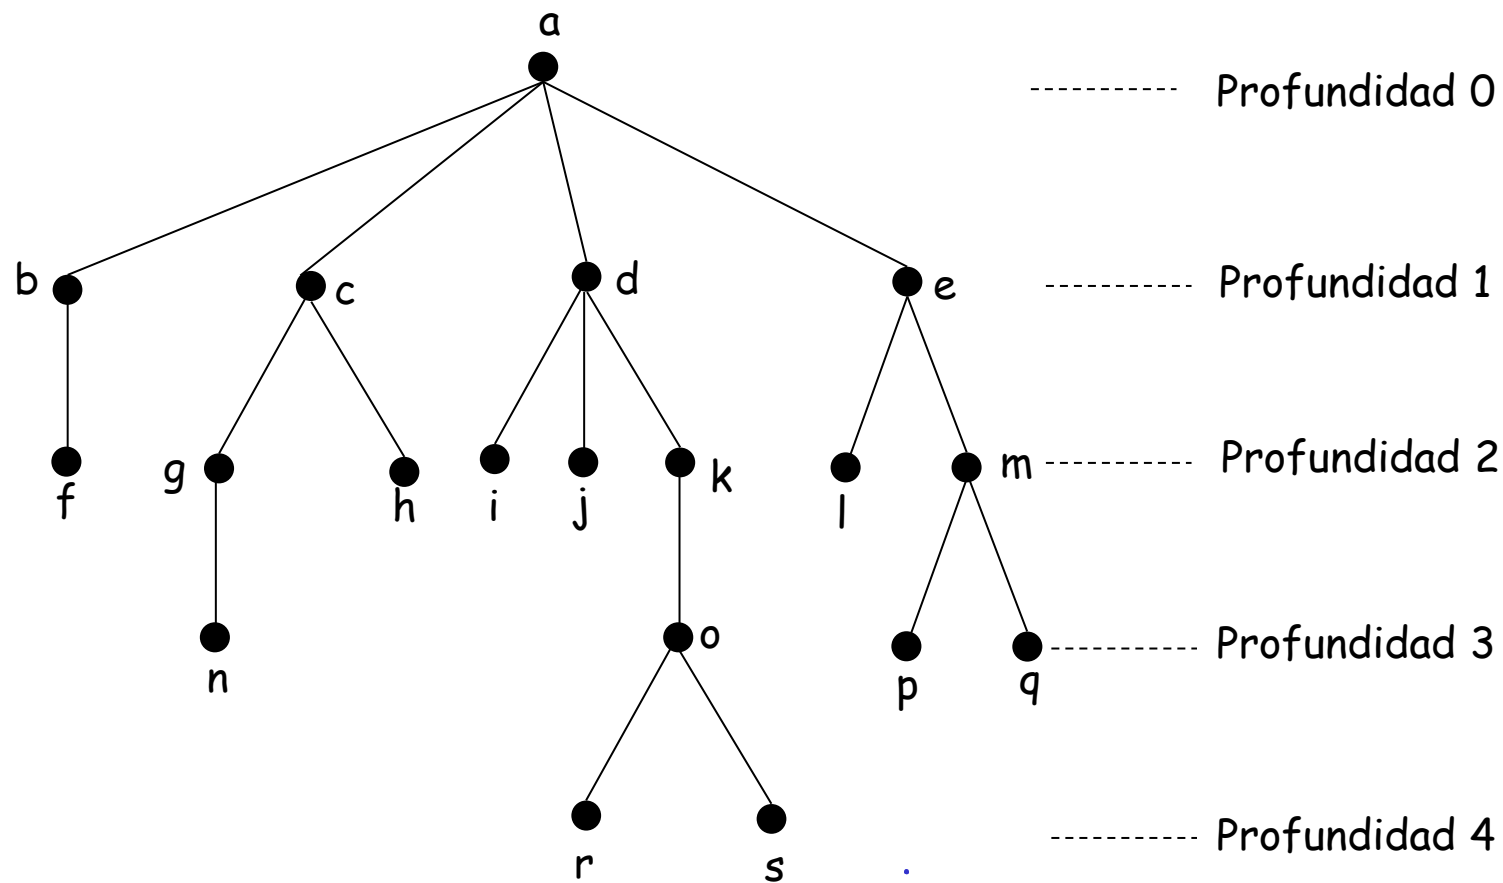 a
Profundidad 0
b
c
d
e
Profundidad 1
f
g
h
i
j
k
l
m
Profundidad 2
n
o
p
q
Profundidad 3
r
s
Profundidad 4